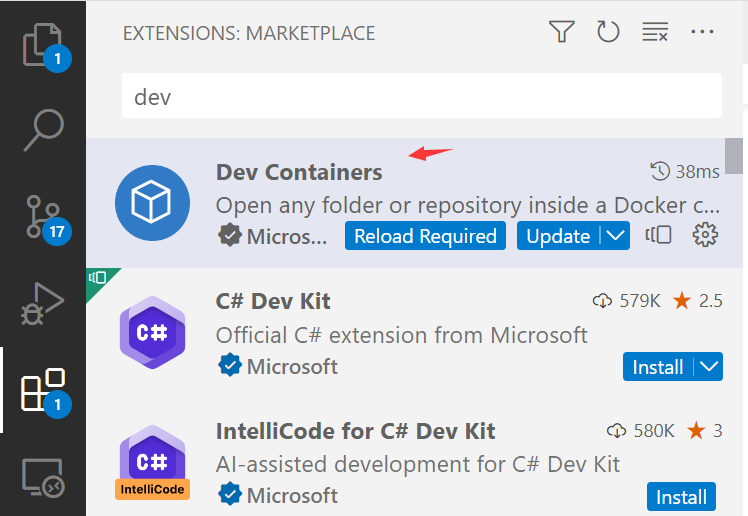 EXTENSIONS: MARKETPLACE
1
dev
Dev Containers
38ms
Open any folder or repository inside a Docker c...
Micros...
Reload Required
Update
17
C# Dev Kit
579K
2.5
C#
Official C# extension from Microsoft
Microsoft
Install
1
IntelliCode for C# Dev Kit
580K
3
C#
AI-assisted development for C# Dev Kit
IntelliCode
Microsoft
Install